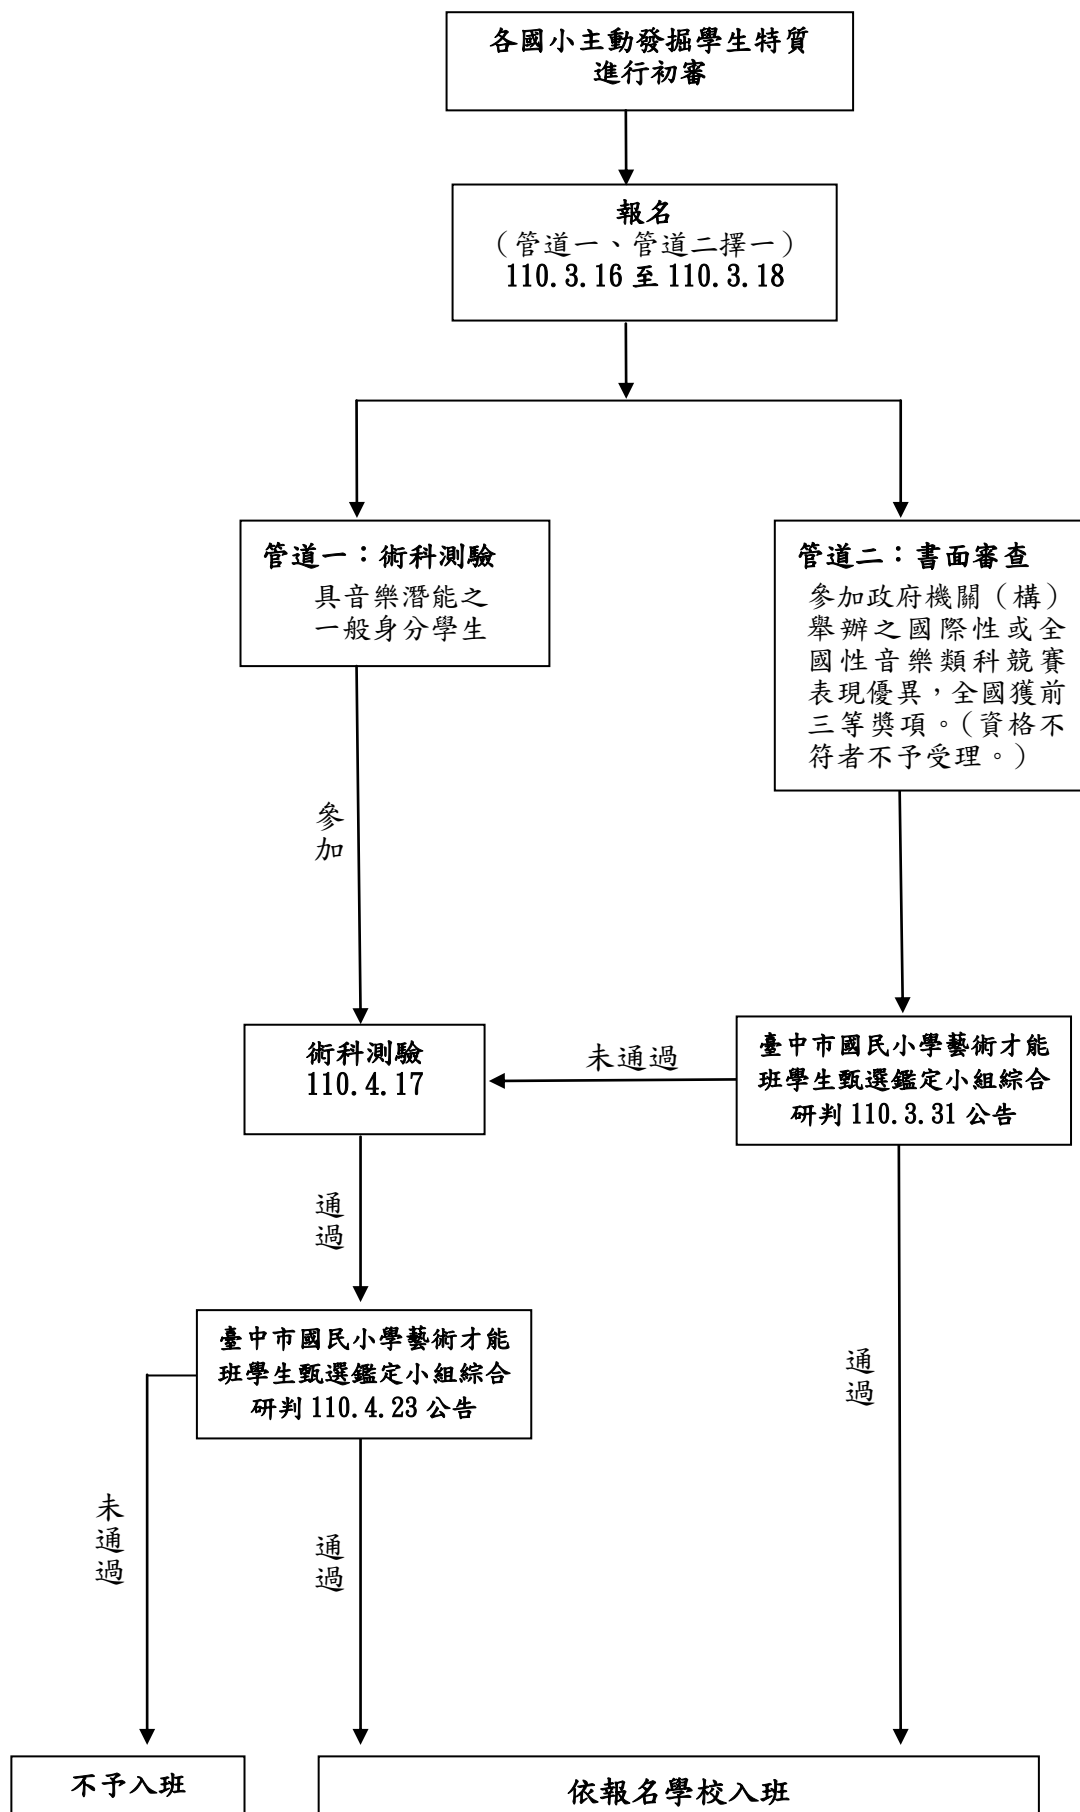 各國小主動發掘學生特質
進行初審
報名
（管道一、管道二擇一）
110.3.16 至 110.3.18
管道一：術科測驗
具音樂潛能之
一般身分學生
管道二：書面審查
參加政府機關（構）
舉辦之國際性或全
國性音樂類科競賽
表現優異，全國獲前
三等獎項。（資格不
符者不予受理。）
參加
術科測驗
110.4.17
未通過
臺中市國民小學藝術才能
班學生甄選鑑定小組綜合
研判 110.3.31 公告
通過
臺中市國民小學藝術才能
班學生甄選鑑定小組綜合
研判 110.4.23 公告
通過
未通過
通過
不予入班
依報名學校入班